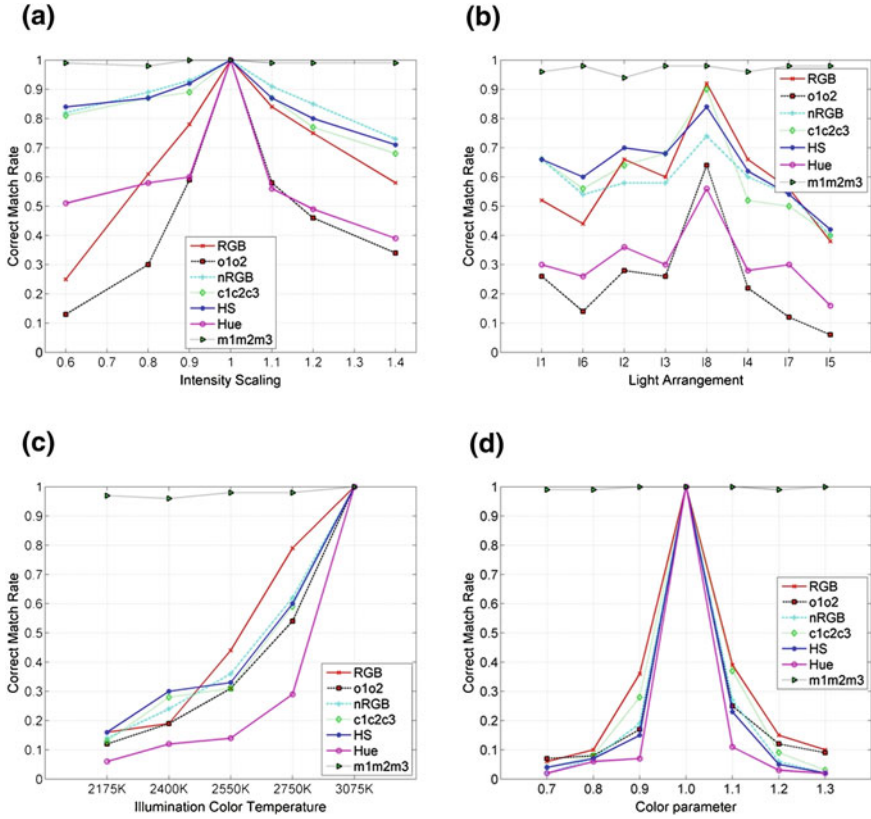 (a)
1
0.9
0.8
0.7
0.6
0.5
0.4
0.3
0.2
0.1
0
Correct Match Rate
RGB
o1o2
nRGB
c1c2c3
HS
Hue
m1m2m3
0.6 0.8 0.9 1 1.1 1.2 1.4
Intensity Scaling
(b)
1
0.9
0.8
0.7
0.6
0.5
0.4
0.3
0.2
0.1
0
Correct Match Rate
RGB
o1o2
nRGB
c1c2c3
HS
Hue
m1m2m3
l1 l6 l2 l3 l8 l4 l7 l5
Light Arrangement
(c)
1
0.9
0.8
0.7
0.6
0.5
0.4
0.3
0.2
0.1
0
Correct Match Rate
RGB
o1o2
nRGB
c1c2c3
HS
Hue
m1m2m3
2175K 2400K 2550K 2750K 3075K
Illumination Color Temperature
(d)
1
0.9
0.8
0.7
0.6
0.5
0.4
0.3
0.2
0.1
0
Correct Match Rate
RGB
o1o2
nRGB
c1c2c3
HS
Hue
m1m2m3
0.7 0.8 0.9 1.0 1.1 1.2 1.3
Color parameter